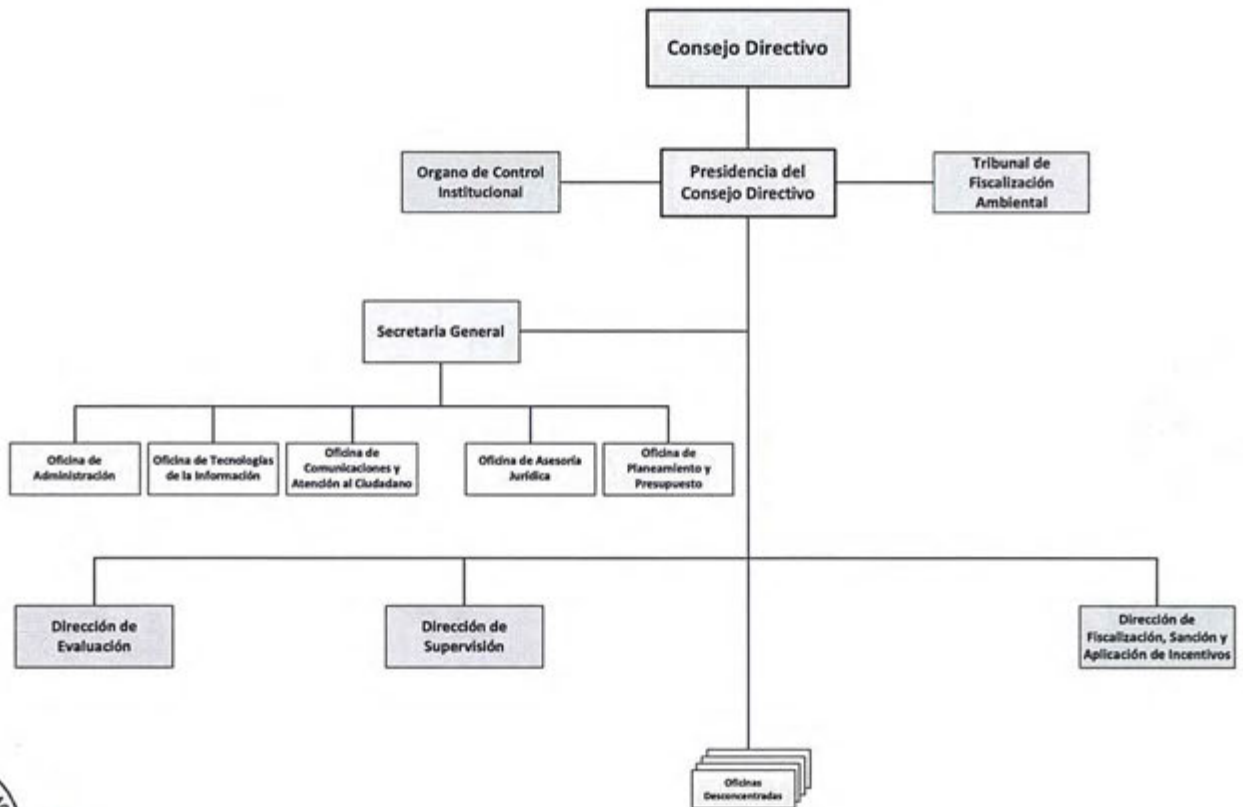 Consejo Directivo
Organo de Control
Institucional
Presidencia del
Consejo Directivo
Tribunal de
Fiscalización
Ambiental
Secretaria General
Oficina de
Administración
Oficina de Tecnologías
de la Información
Oficina de
Comunicaciones y
Atención al Ciudadano
Oficina de Asesoría
Jurídica
Oficina de
Planeamiento y
Presupuesto
Dirección de
Evaluación
Dirección de
Supervisión
Dirección de
Fiscalización, Sanción y
Aplicación de Incentivos
Oficinas
Desconcentradas